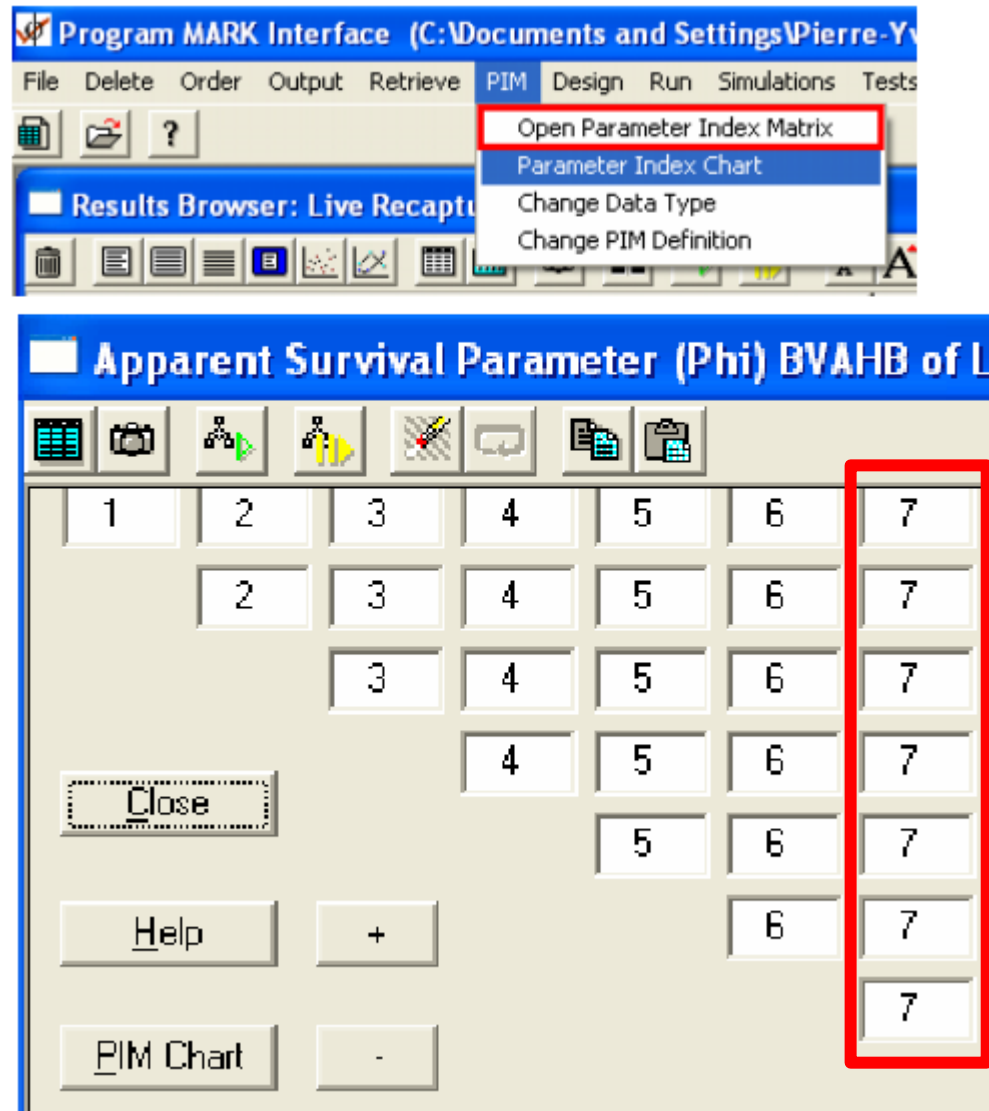 Program MARK Interface (C:\Documents and Settings\Pierre-Yv
File Delete Order Output Retrieve PIM Design Run Simulations Tests
?
Open Parameter Index Matrix
Parameter Index Chart
Results Browser: Live Recaptu
Change Data Type
Change PIM Definition
A A
Apparent Survival Parameter (Phi) BVAHB of L
1 2 3 4 5 6 7
2 3 4 5 6 7
3 4 5 6 7
4 5 6 7
Close
5 6 7
Help + 6 7
7
PIM Chart -